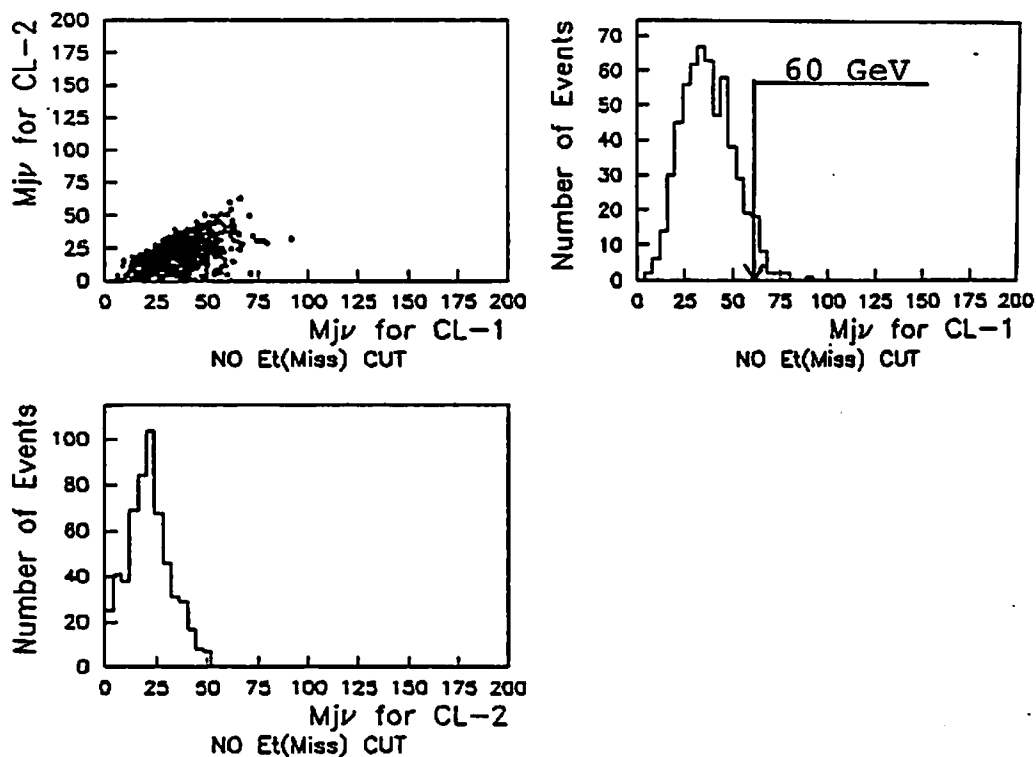 Mjν for CL-2
200
175
150
125
100
75
50
25
0
0 25 50 75 100 125 150 175 200
Mjν for CL-1
NO Et(Miss) CUT
Number of Events
70
60
50
40
30
20
10
0
60 GeV
0 25 50 75 100 125 150 175 200
Mjν for CL-1
NO Et(Miss) CUT
Number of Events
100
80
60
40
20
0
0 25 50 75 100 125 150 175 200
Mjν for CL-2
NO Et(Miss) CUT